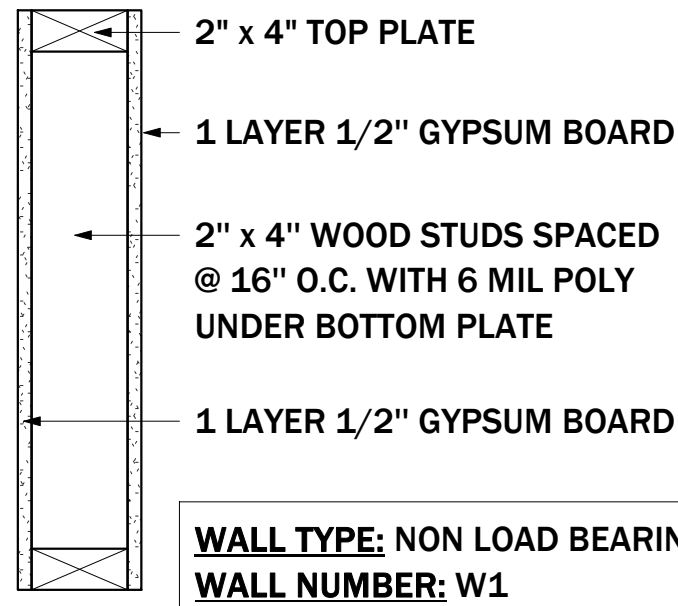 2" x 4" TOP PLATE
1 LAYER 1/2" GYPSUM BOARD
2" x 4" WOOD STUDS SPACED
@ 16" O.C. WITH 6 MIL POLY
UNDER BOTTOM PLATE
1 LAYER 1/2" GYPSUM BOARD
WALL TYPE: NON LOAD BEARIN
WALL NUMBER: W1